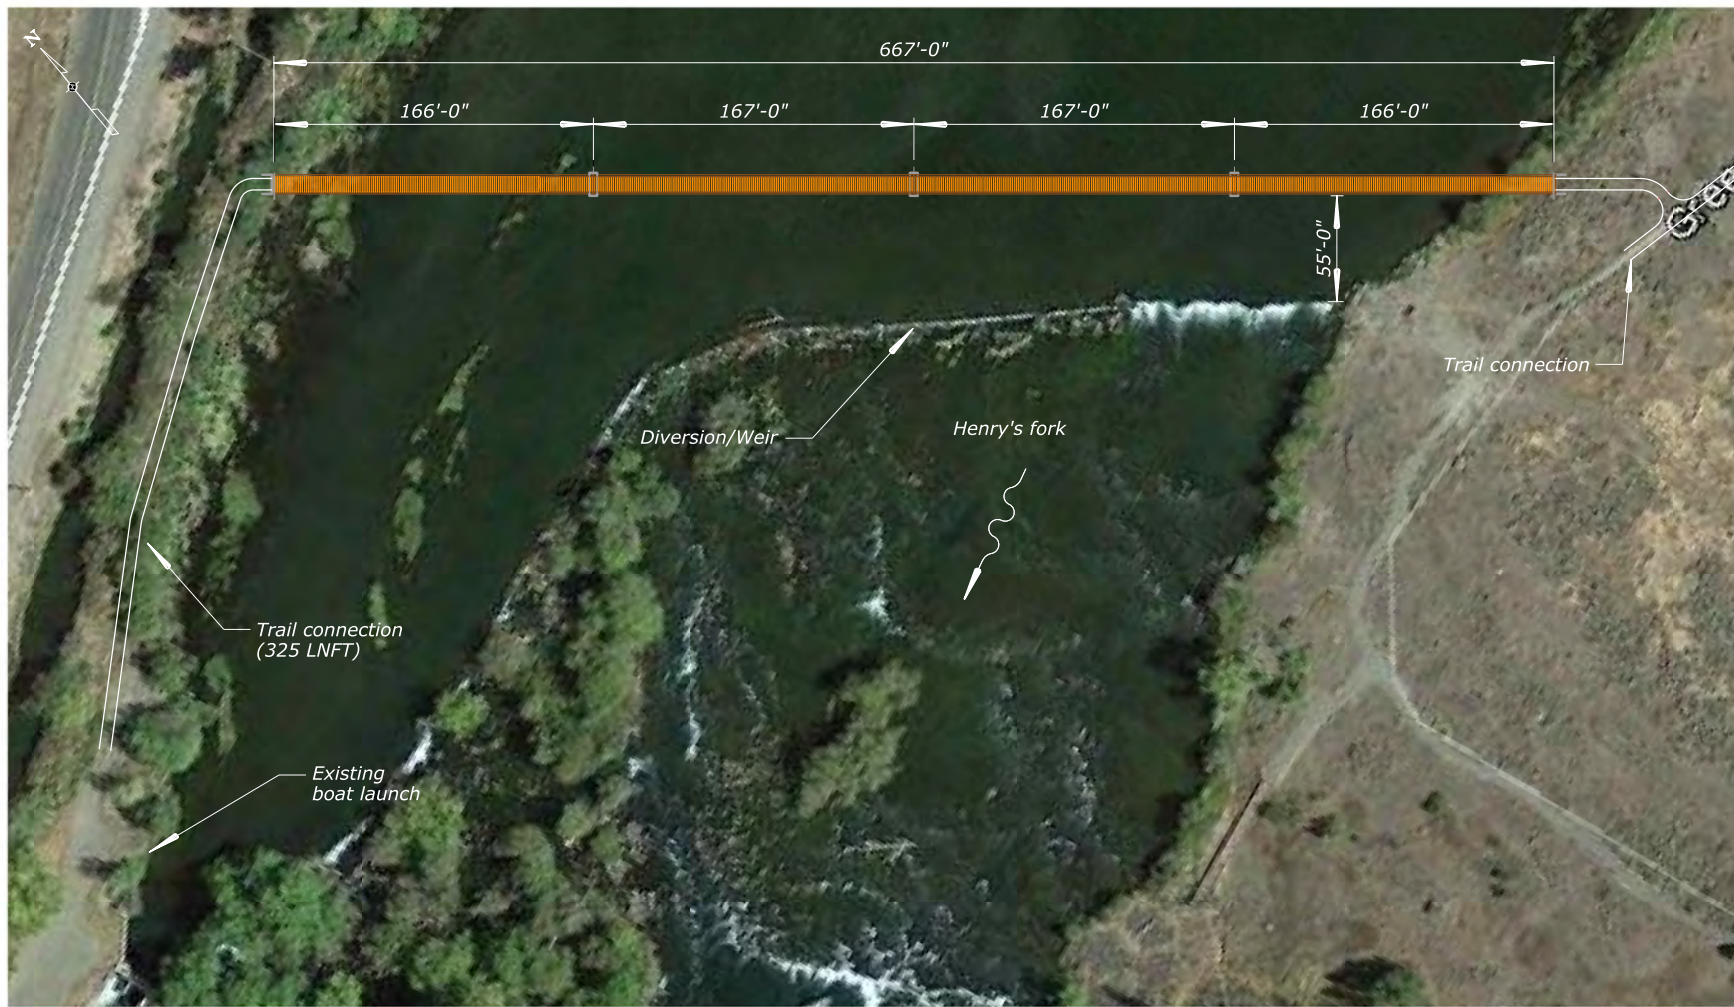 N
667'-0"
166'-0"
167'-0"
167'-0"
166'-0"
55'-0"
Trail connection
Diversion/Weir
Henry's fork
Trail connection
(325 LNFT)
Existing
boat launch